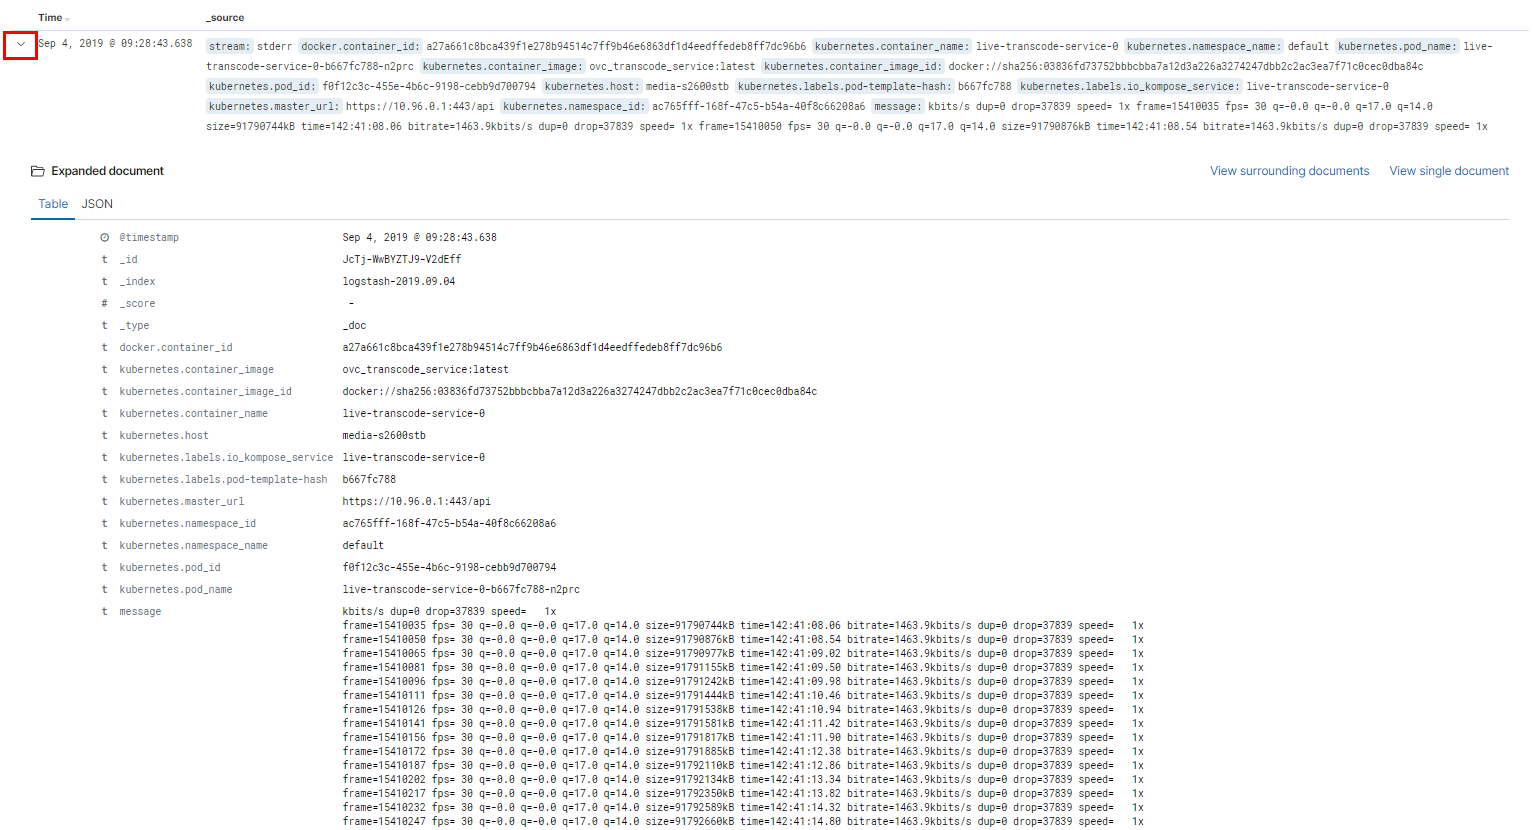 Time _source
Sep 4, 2019 @ 09:28:43.638 stream: stderr docker.container_id: a27a661c8bca439f1e278b94514c7ff9b46e6863df1d4eedffedeb8ff7dc96b6 kubernetes.container_name: live-transcode-service-0 kubernetes.namespace_name: default kubernetes.pod_name: live-
transcode-service-0-b667fc788-n2prc kubernetes.container_image: ovc_transcode_service:latest kubernetes.container_image_id: docker://sha256:03836fd73752bbbcbba7a12d3a226a3274247dbb2c2ac3ea7f71c0cec0dba84c
kubernetes.pod_id: f0f12c3c-455e-4b6c-9198-cebb9d700794 kubernetes.host: media-s2600stb kubernetes.labels.pod-template-hash: b667fc788 kubernetes.labels.io_kompose_service: live-transcode-service-0
kubernetes.master_url: https://10.96.0.1:443/api kubernetes.namespace_id: ac765fff-168f-47c5-b54a-40f8c66208a6 message: kbits/s dup=0 drop=37839 speed= 1x frame=15410035 fps= 30 q=-0.0 q=-0.0 q=17.0 q=14.0
size=91790744kB time=142:41:08.06 bitrate=1463.9kbits/s dup=0 drop=37839 speed= 1x frame=15410050 fps= 30 q=-0.0 q=-0.0 q=17.0 q=14.0 size=91790876kB time=142:41:08.54 bitrate=1463.9kbits/s dup=0 drop=37839 speed= 1x
Expanded document View surrounding documents View single document
Table JSON
@timestamp Sep 4, 2019 @ 09:28:43.638
t _id JcTj-WwBYZTJ9-V2dEff
t _index logstash-2019.09.04
# _score -
t _type _doc
t docker.container_id a27a661c8bca439f1e278b94514c7ff9b46e6863df1d4eedffedeb8ff7dc96b6
t kubernetes.container_image ovc_transcode_service:latest
t kubernetes.container_image_id docker://sha256:03836fd73752bbbcbba7a12d3a226a3274247dbb2c2ac3ea7f71c0cec0dba84c
t kubernetes.container_name live-transcode-service-0
t kubernetes.host media-s2600stb
t kubernetes.labels.io_kompose_service live-transcode-service-0
t kubernetes.labels.pod-template-hash b667fc788
t kubernetes.master_url https://10.96.0.1:443/api
t kubernetes.namespace_id ac765fff-168f-47c5-b54a-40f8c66208a6
t kubernetes.namespace_name default
t kubernetes.pod_id f0f12c3c-455e-4b6c-9198-cebb9d700794
t kubernetes.pod_name live-transcode-service-0-b667fc788-n2prc
t message kbits/s dup=0 drop=37839 speed= 1x
frame=15410035 fps= 30 q=-0.0 q=-0.0 q=17.0 q=14.0 size=91790744kB time=142:41:08.06 bitrate=1463.9kbits/s dup=0 drop=37839 speed= 1x
frame=15410050 fps= 30 q=-0.0 q=-0.0 q=17.0 q=14.0 size=91790876kB time=142:41:08.54 bitrate=1463.9kbits/s dup=0 drop=37839 speed= 1x
frame=15410065 fps= 30 q=-0.0 q=-0.0 q=17.0 q=14.0 size=91790977kB time=142:41:09.02 bitrate=1463.9kbits/s dup=0 drop=37839 speed= 1x
frame=15410081 fps= 30 q=-0.0 q=-0.0 q=17.0 q=14.0 size=91791155kB time=142:41:09.50 bitrate=1463.9kbits/s dup=0 drop=37839 speed= 1x
frame=15410096 fps= 30 q=-0.0 q=-0.0 q=17.0 q=14.0 size=91791242kB time=142:41:09.98 bitrate=1463.9kbits/s dup=0 drop=37839 speed= 1x
frame=15410111 fps= 30 q=-0.0 q=-0.0 q=17.0 q=14.0 size=91791444kB time=142:41:10.46 bitrate=1463.9kbits/s dup=0 drop=37839 speed= 1x
frame=15410126 fps= 30 q=-0.0 q=-0.0 q=17.0 q=14.0 size=91791538kB time=142:41:10.94 bitrate=1463.9kbits/s dup=0 drop=37839 speed= 1x
frame=15410141 fps= 30 q=-0.0 q=-0.0 q=17.0 q=14.0 size=91791581kB time=142:41:11.42 bitrate=1463.9kbits/s dup=0 drop=37839 speed= 1x
frame=15410156 fps= 30 q=-0.0 q=-0.0 q=17.0 q=14.0 size=91791817kB time=142:41:11.90 bitrate=1463.9kbits/s dup=0 drop=37839 speed= 1x
frame=15410172 fps= 30 q=-0.0 q=-0.0 q=17.0 q=14.0 size=91791885kB time=142:41:12.38 bitrate=1463.9kbits/s dup=0 drop=37839 speed= 1x
frame=15410187 fps= 30 q=-0.0 q=-0.0 q=17.0 q=14.0 size=91792110kB time=142:41:12.86 bitrate=1463.9kbits/s dup=0 drop=37839 speed= 1x
frame=15410202 fps= 30 q=-0.0 q=-0.0 q=17.0 q=14.0 size=91792134kB time=142:41:13.34 bitrate=1463.9kbits/s dup=0 drop=37839 speed= 1x
frame=15410217 fps= 30 q=-0.0 q=-0.0 q=17.0 q=14.0 size=91792350kB time=142:41:13.82 bitrate=1463.9kbits/s dup=0 drop=37839 speed= 1x
frame=15410232 fps= 30 q=-0.0 q=-0.0 q=17.0 q=14.0 size=91792589kB time=142:41:14.32 bitrate=1463.9kbits/s dup=0 drop=37839 speed= 1x
frame=15410247 fps= 30 q=-0.0 q=-0.0 q=17.0 q=14.0 size=91792660kB time=142:41:14.80 bitrate=1463.9kbits/s dup=0 drop=37839 speed= 1x